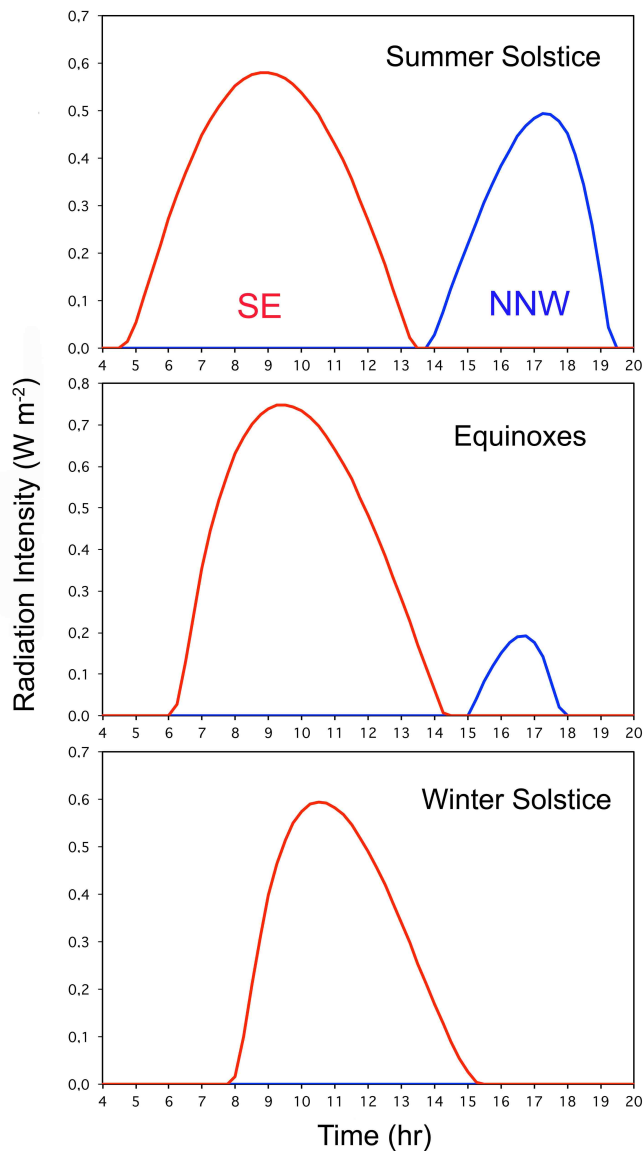 0.7
0.6
0.5
0.4
0.3
0.2
0.1
0.0
Summer Solstice
SE
NNW
4 5 6 7 8 9 10 11 12 13 14 15 16 17 18 19 20
Radiation Intensity (W m-2)
0.8
0.7
0.6
0.5
0.4
0.3
0.2
0.1
0.0
Equinoxes
4 5 6 7 8 9 10 11 12 13 14 15 16 17 18 19 20
0.7
0.6
0.5
0.4
0.3
0.2
0.1
0.0
Winter Solstice
4 5 6 7 8 9 10 11 12 13 14 15 16 17 18 19 20
Time (hr)